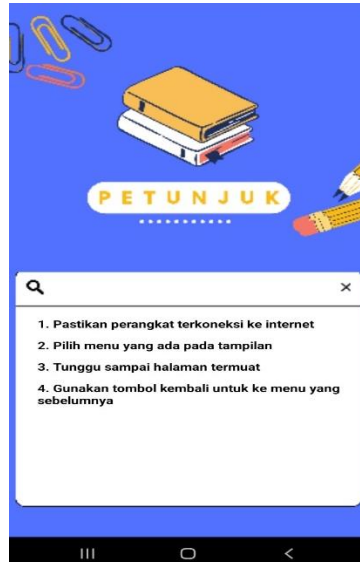 PETUNJUK
1. Pastikan perangkat terkoneksi ke internet
2. Pilih menu yang ada pada tampilan
3. Tunggu sampai halaman termuat
4. Gunakan tombol kembali untuk ke menu yang
sebelumnya